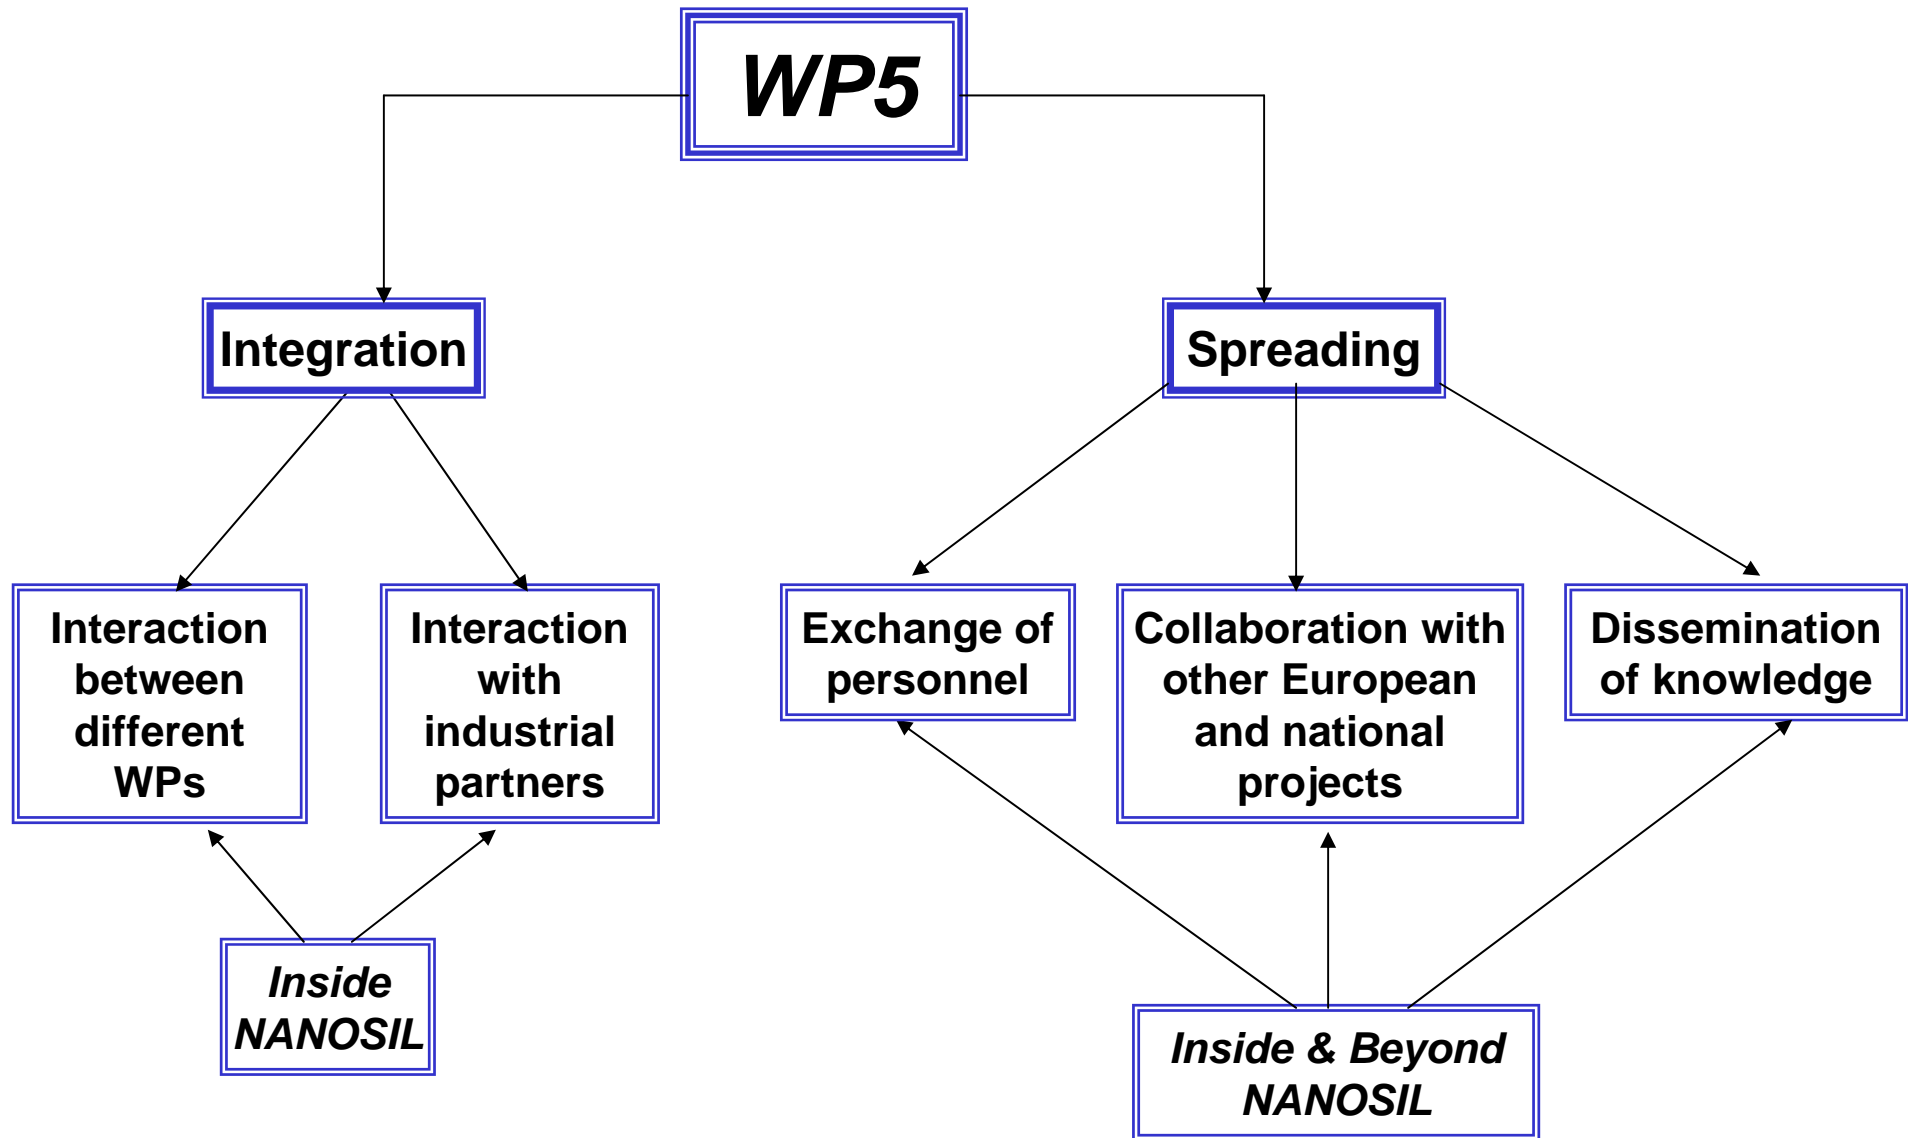 WP5
Integration
Spreading
Interaction
between
different
WPs
Interaction
with
industrial
partners
Exchange of
personnel
Collaboration with
other European
and national
projects
Dissemination
of knowledge
Inside
NANOSIL
Inside & Beyond
NANOSIL